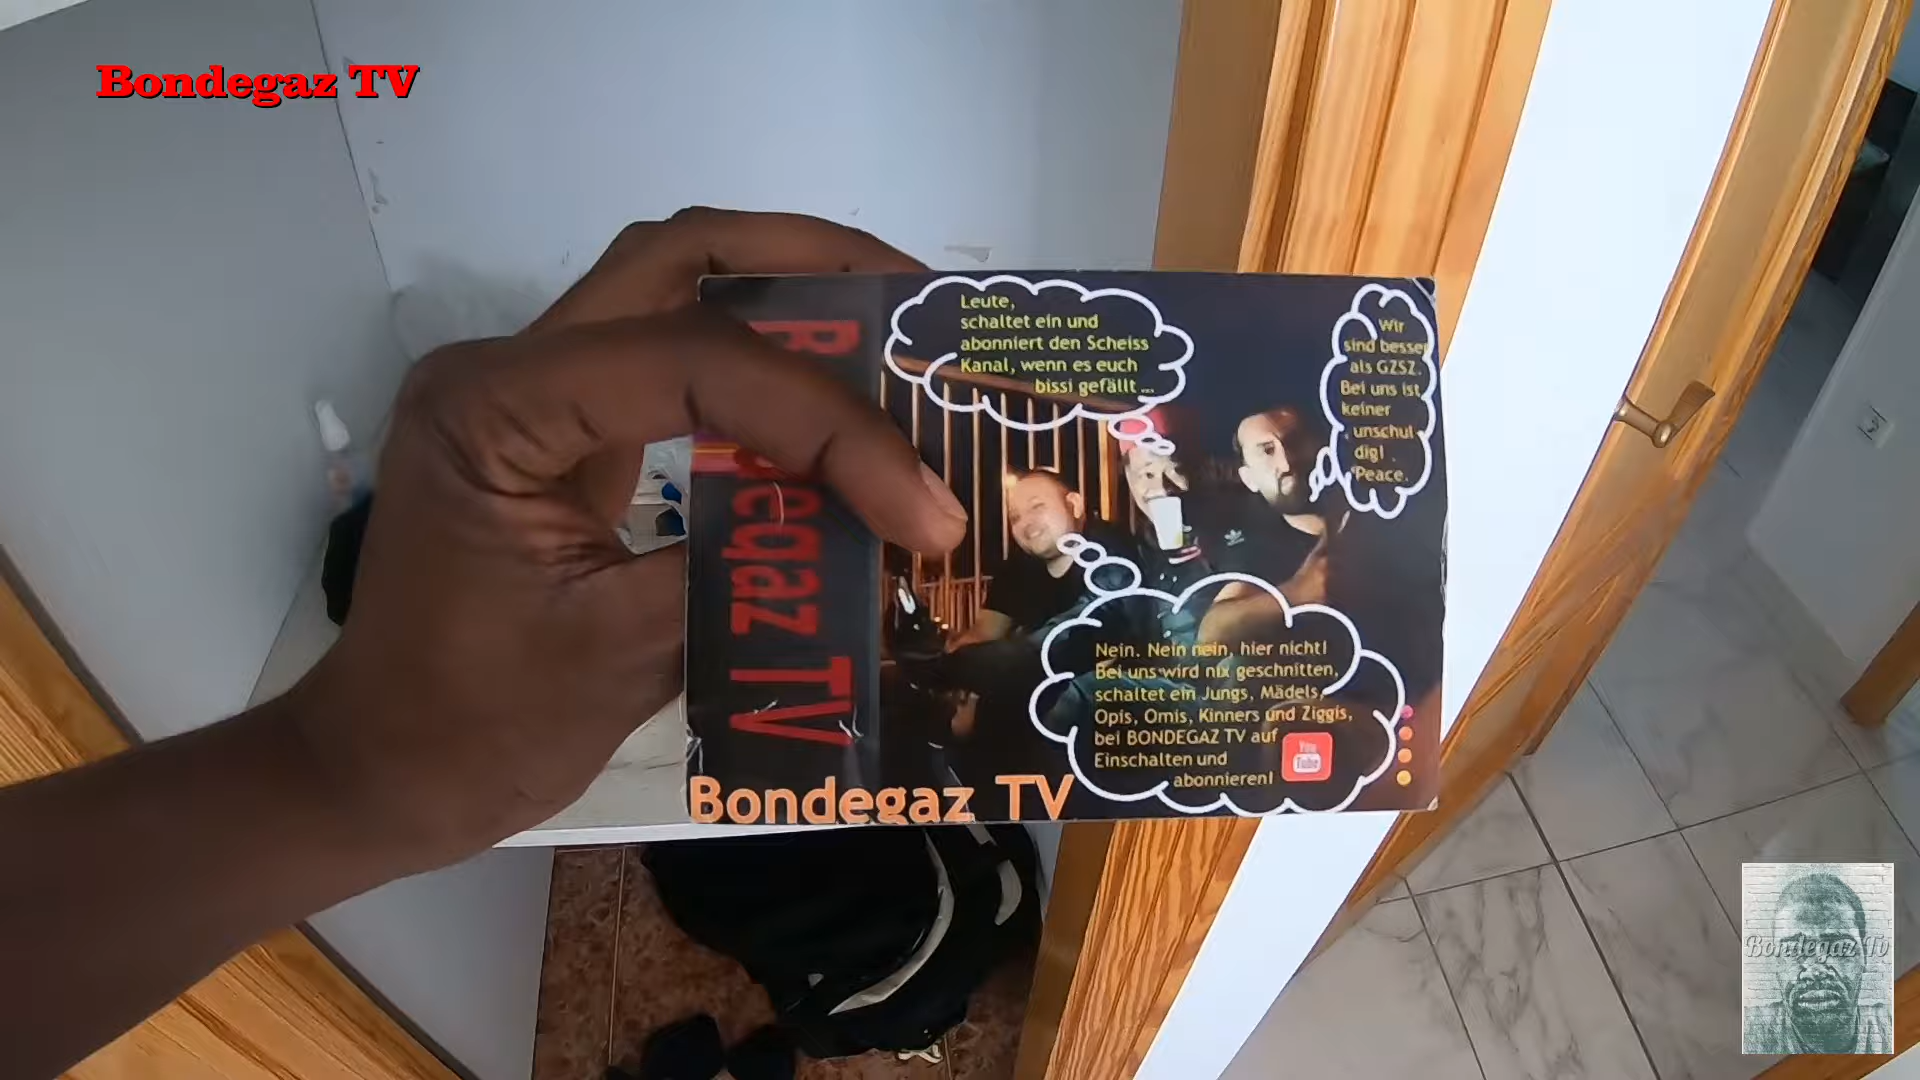 Bondegaz TV
Leute,
schaltet ein und
abonniert den Scheiss
Kanal, wenn es euch
bissi gefällt ...
Wir
sind besser
als GZSZ.
Bei uns ist
keiner
unschul
dig!
Peace.
Nein. Nein nein, hier nicht!
Bei uns wird nix geschnitten,
schaltet ein Jungs, Mädels,
Opis, Omis, Kinners und Ziggis,
bei BONDEGAZ TV auf
You
Tube
Einschalten und
abonnieren!
egaz TV
Bondegaz TV
Bondegaz Tv